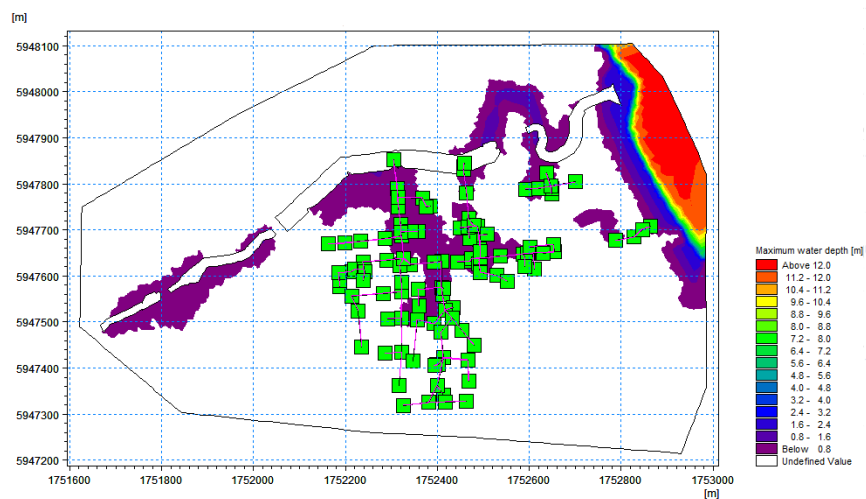 [m]
5948100
5948000
5947900
5947800
5947700
5947600
5947500
5947400
5947300
5947200
1751600 1751800 1752000 1752200 1752400 1752600 1752800 1753000
[m]
Maximum water depth [m]
Above 12.0
11.2 - 12.0
10.4 - 11.2
9.6 - 10.4
8.8 - 9.6
8.0 - 8.8
7.2 - 8.0
6.4 - 7.2
5.6 - 6.4
4.8 - 5.6
4.0 - 4.8
3.2 - 4.0
2.4 - 3.2
1.6 - 2.4
0.8 - 1.6
Below 0.8
Undefined Value